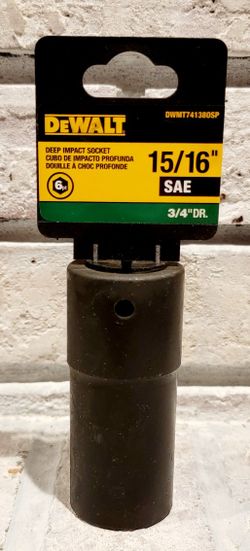 DWMT74138OSP
DEWALT
DEEP IMPACT SOCKET
CUBO DE IMPACTO PROFUNDA
DOUILLE À CHOC PROFONDE
6pt
15/16"
SAE
3/4"DR.